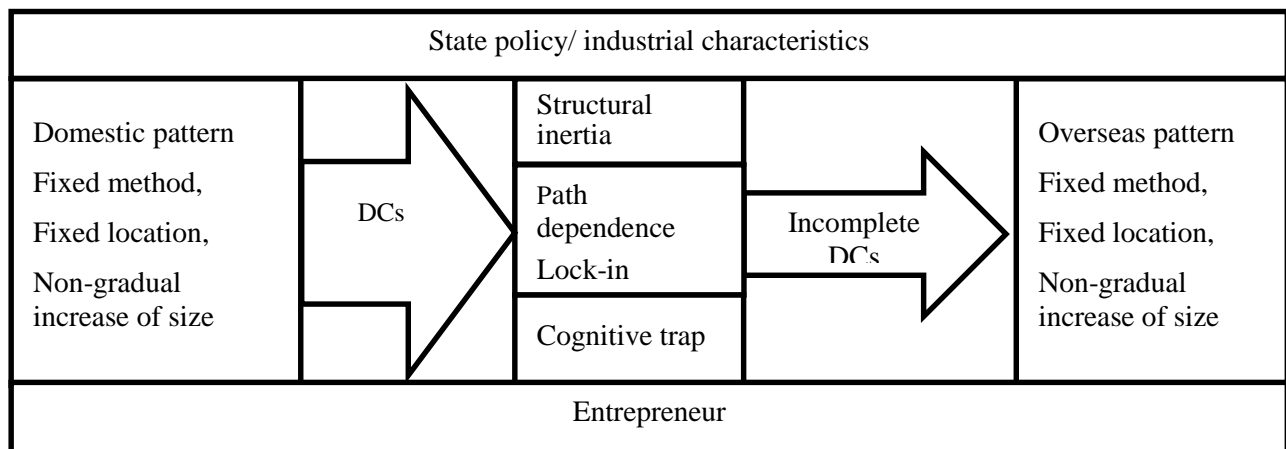 State policy/ industrial characteristics
Domestic pattern
Fixed method,
Fixed location,
Non-gradual
increase of size
DCs
Structural
inertia
Path
dependence
Lock-in
Cognitive trap
Incomplete
DCs
Overseas pattern
Fixed method,
Fixed location,
Non-gradual
increase of size
Entrepreneur